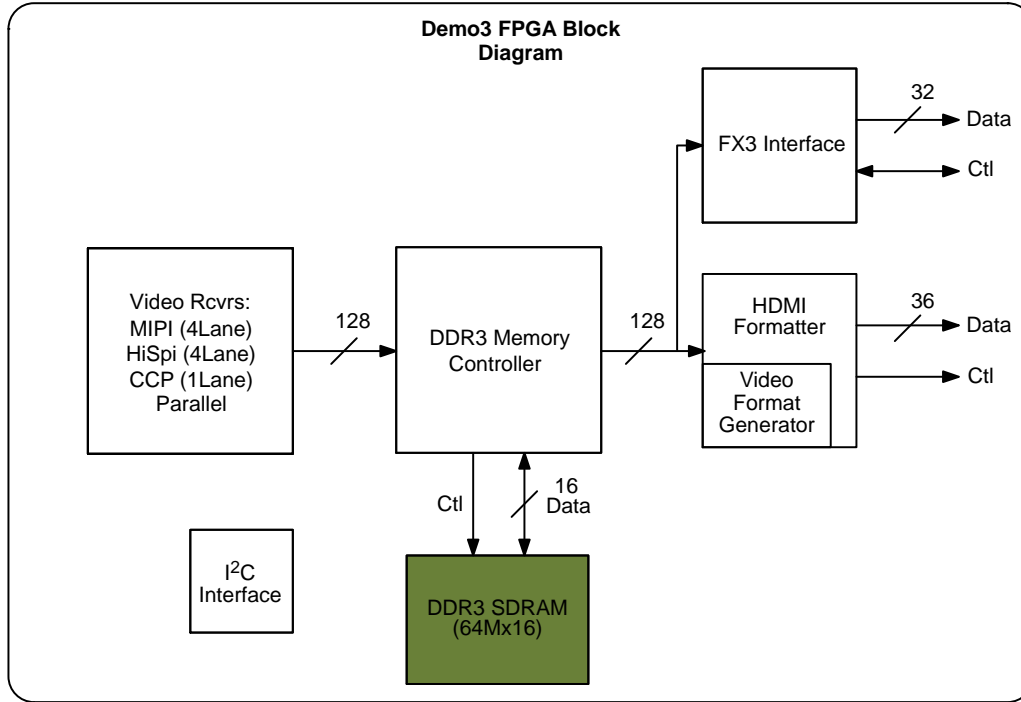 Demo3 FPGA Block
Diagram
32
Data
FX3 Interface
Ctl
Video Rcvrs:
MIPI (4Lane)
HiSpi (4Lane)
CCP (1Lane)
Parallel
128
DDR3 Memory
Controller
128
HDMI
Formatter
36
Data
Ctl
Video
Format
Generator
Ctl
16
Data
I²C
Interface
DDR3 SDRAM
(64Mx16)